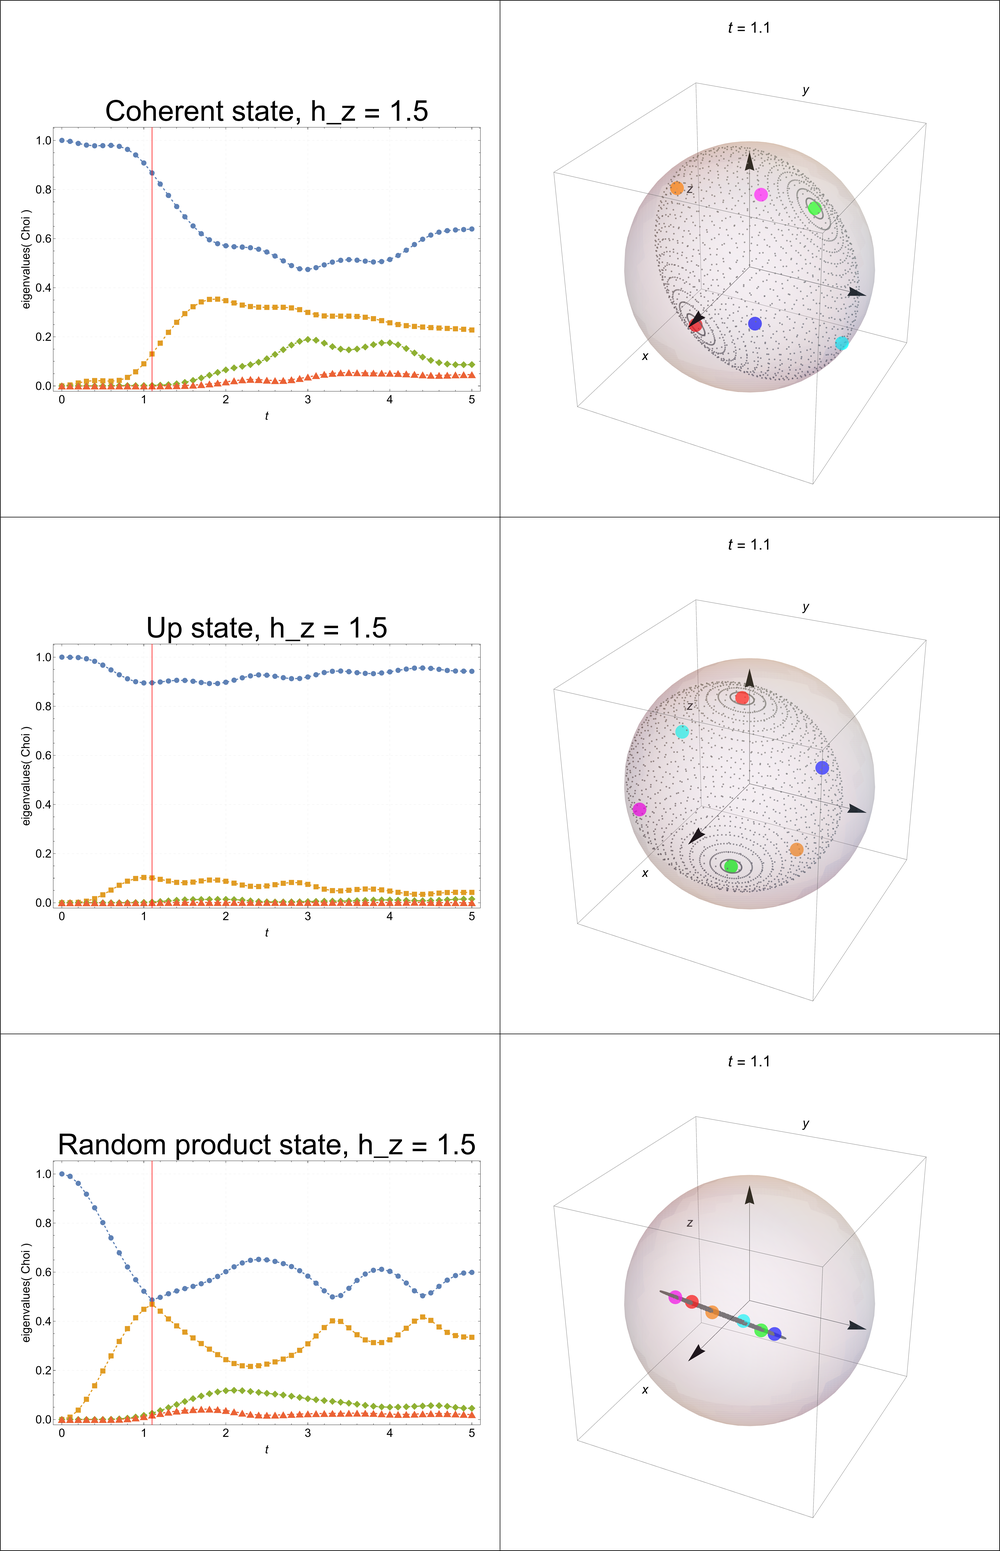 Coherent state, h_z = 1.5
eigenvalues( Choi )
1.0
0.8
0.6
0.4
0.2
0.0
0 1 2 3 4 5
t
t = 1.1
y
z
x
Up state, h_z = 1.5
eigenvalues( Choi )
1.0
0.8
0.6
0.4
0.2
0.0
0 1 2 3 4 5
t
t = 1.1
y
z
x
Random product state, h_z = 1.5
eigenvalues( Choi )
1.0
0.8
0.6
0.4
0.2
0.0
0 1 2 3 4 5
t
t = 1.1
y
z
x